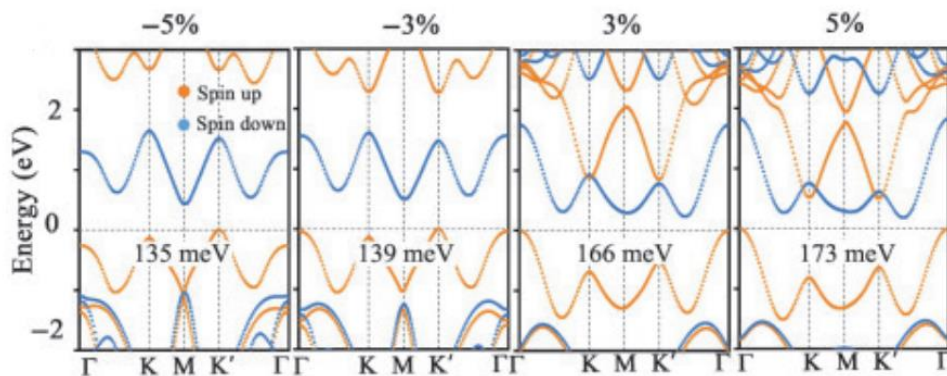 −5% −3% 3% 5%
Energy (eV)
2
0
−2
Spin up
Spin down
135 meV 139 meV 166 meV 173 meV
Γ K M K′ Γ Γ K M K′ Γ Γ K M K′ Γ Γ K M K′ Γ